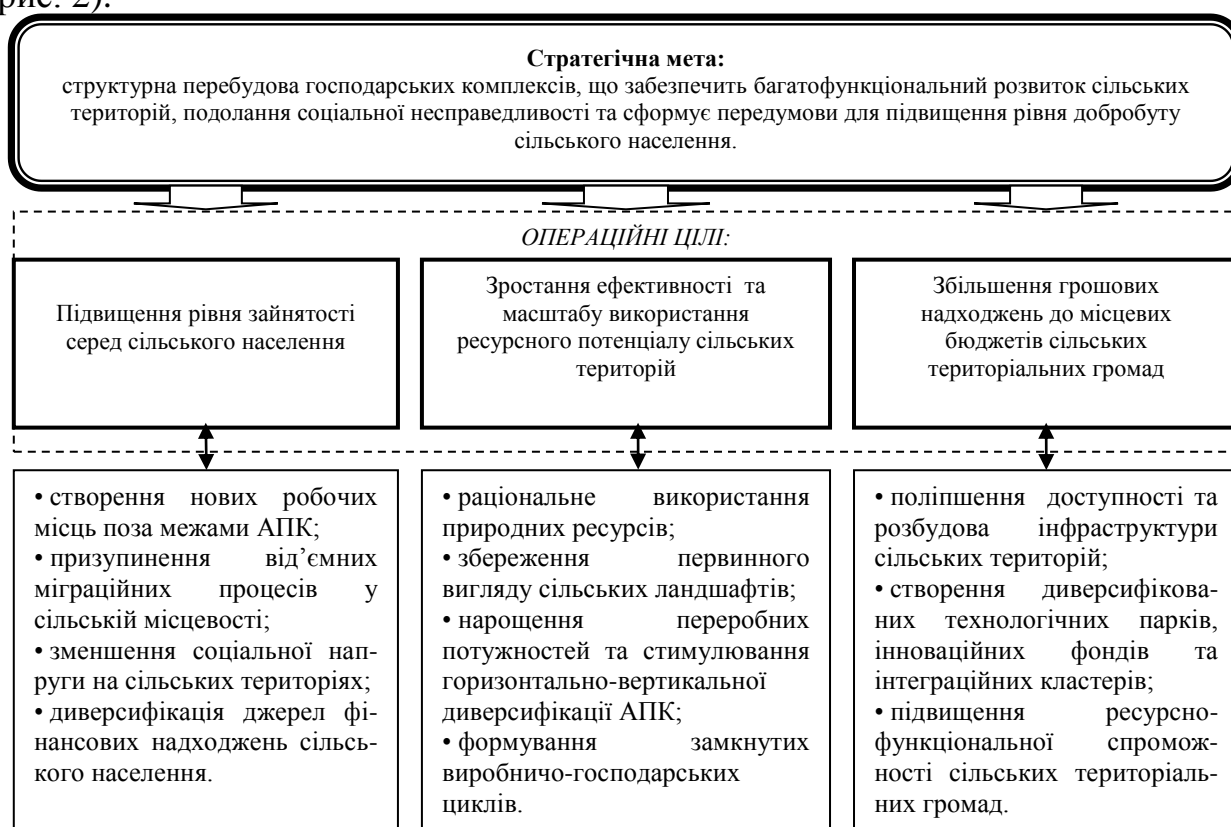 рис. 2).
Стратегічна мета:
структурна перебудова господарських комплексів, що забезпечить багатофункціональний розвиток сільських
територій, подолання соціальної несправедливості та сформує передумови для підвищення рівня добробуту
сільського населення.
ОПЕРАЦІЙНІ ЦІЛІ:
Підвищення рівня зайнятості
серед сільського населення
Зростання ефективності та
масштабу використання
ресурсного потенціалу сільських
територій
Збільшення грошових
надходжень до місцевих
бюджетів сільських
територіальних громад
• створення нових робочих
місць поза межами АПК;
• призупинення від’ємних
міграційних процесів у
сільській місцевості;
• зменшення соціальної нап-
руги на сільських територіях;
• диверсифікація джерел фі-
нансових надходжень сільсь-
кого населення.
• раціональне використання
природних ресурсів;
• збереження первинного
вигляду сільських ландшафтів;
• нарощення переробних
потужностей та стимулювання
горизонтально-вертикальної
диверсифікації АПК;
• формування замкнутих
виробничо-господарських
циклів.
• поліпшення доступності та
розбудова інфраструктури
сільських територій;
• створення диверсифікова-
них технологічних парків,
інноваційних фондів та
інтеграційних кластерів;
• підвищення ресурсно-
функціональної спромож-
ності сільських територіаль-
них громад.